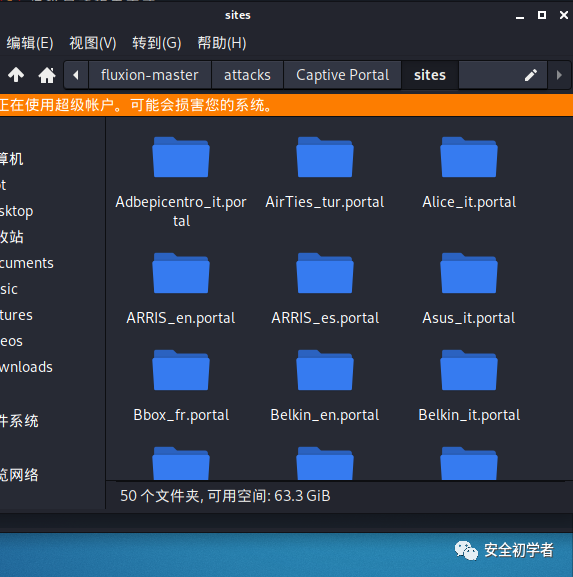 sites
编辑(E) 视图(V) 转到(G) 帮助(H)
fluxion-master attacks Captive Portal sites
正在使用超级帐户。可能会损害您的系统。
算机
ot
sktop
收站
cuments
sic
tures
eos
wnloads
件系统
览网络
Adbepicentro_it.por
tal
AirTies_tur.portal
Alice_it.portal
ARRIS_en.portal
ARRIS_es.portal
Asus_it.portal
Bbox_fr.portal
Belkin_en.portal
Belkin_it.portal
50 个文件夹, 可用空间: 63.3 GiB
安全初学者